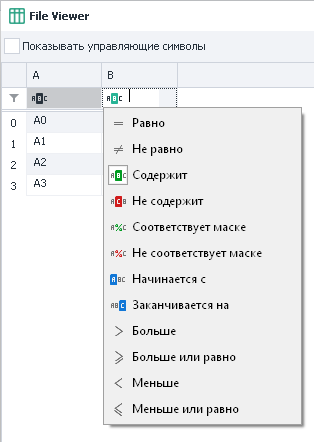 File Viewer
Показывать управляющие символы
A B
ABC ABC
0 A0
1 A1
2 A2
3 A3
= Равно
≠ Не равно
ABC Содержит
ABC Не содержит
A%C Соответствует маске
A%C Не соответствует маске
ABC Начинается с
ABC Заканчивается на
> Больше
⩾ Больше или равно
< Меньше
⩽ Меньше или равно